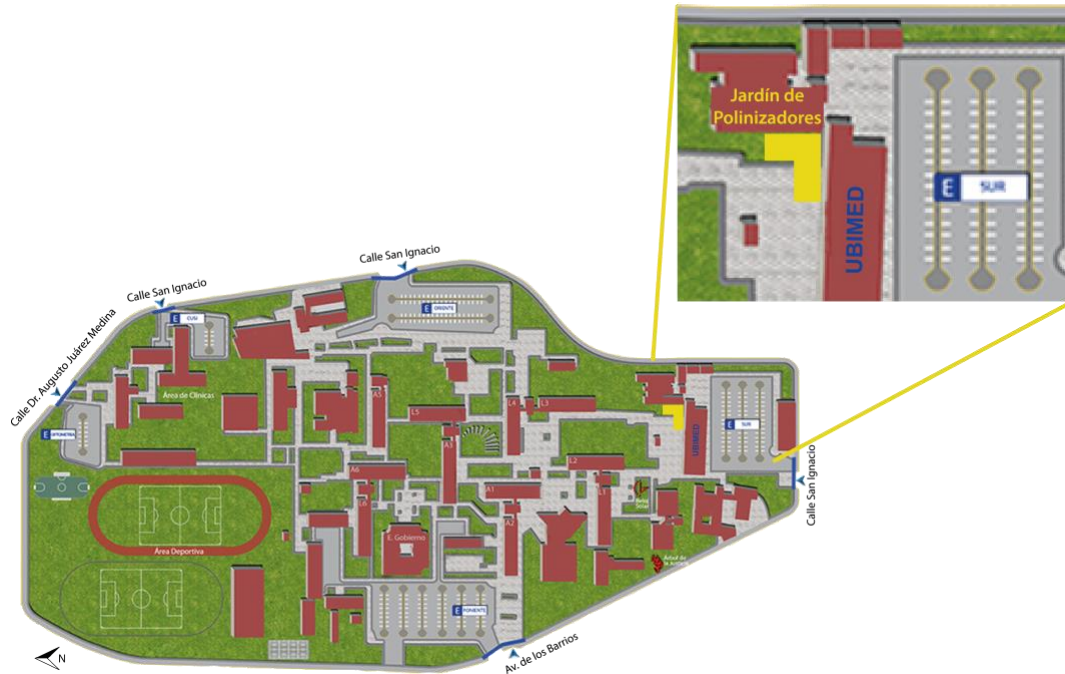 Jardín de
Polinizadores
E SUR
UBIMED
Calle San Ignacio
Calle San Ignacio
Calle Dr. Augusto Juárez Medina
E CUSI
E ORIENTE
Área de Clínicas
E OPTOMETRÍA
A5
L5
L4
L3
A3
UBIMED
E SUR
A6
L2
A1
L1
L6
A2
E. Gobierno
Área Deportiva
Calle San Ignacio
E PONIENTE
Av. de los Barrios
N